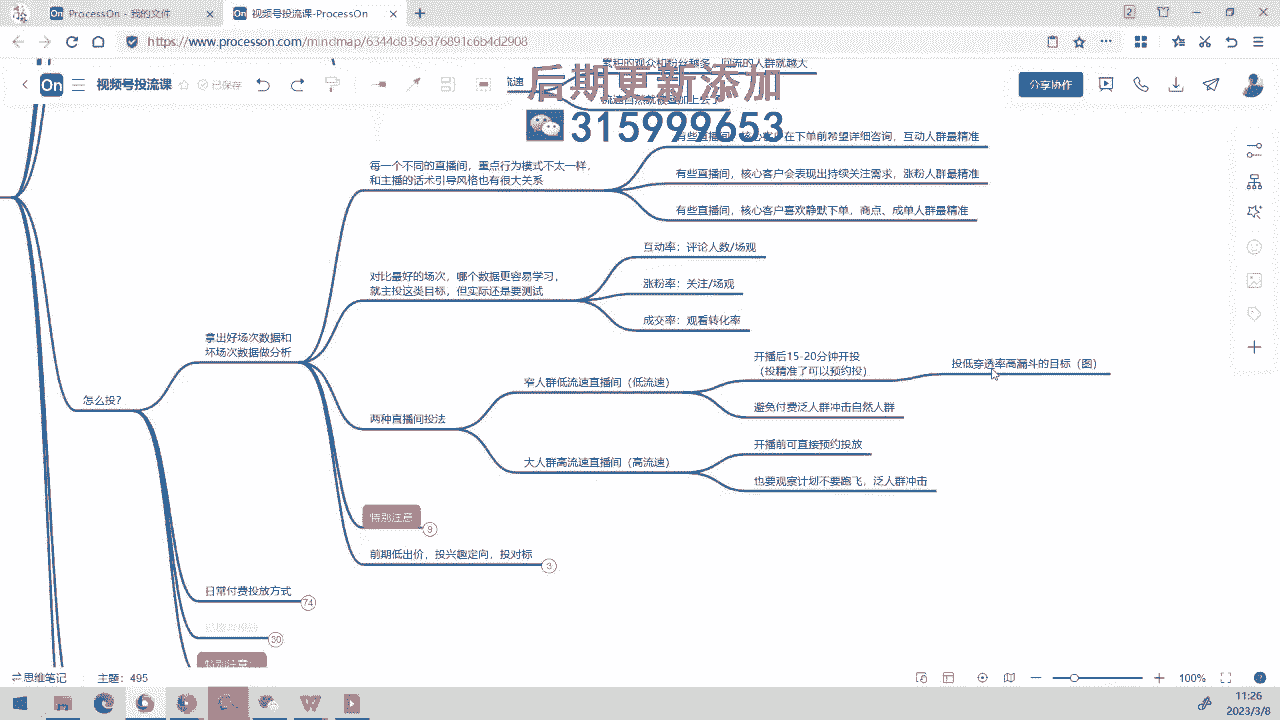 ProcessOn - 我的文件
视频号投流课-ProcessOn
2
https://www.processon.com/mindmap/6344d8356376891c6b4d2908
On
视频号投流课
已保存
分享协作
后期更新添加
315999653
流速
累积的观众和粉丝越多，回流的人群就越大
流速自然就被叠加上去了
每一个不同的直播间，重点行为模式不太一样，
和主播的话术引导风格也有很大关系
有些直播间，核心客户在下单前希望详细咨询，互动人群最精准
有些直播间，核心客户会表现出持续关注需求，涨粉人群最精准
有些直播间，核心客户喜欢静默下单，商点、成单人群最精准
对比最好的场次，哪个数据更容易学习，
就主投这类目标，但实际还是要测试
互动率：评论人数/场观
涨粉率：关注/场观
成交率：观看转化率
怎么投？
拿出好场次数据和
坏场次数据做分析
两种直播间投法
窄人群低流速直播间（低流速）
开播后15-20分钟开投
（投精准了可以预约投）
投低穿透率高漏斗的目标（图）
避免付费泛人群冲击自然人群
大人群高流速直播间（高流速）
开播前可直接预约投放
也要观察计划不要跑飞，泛人群冲击
特别注意
9
前期低出价，投兴趣定向，投对标
3
日常付费投放方式
74
30
特别注意：
思维笔记
主题：495
100%
11:26
2023/3/8